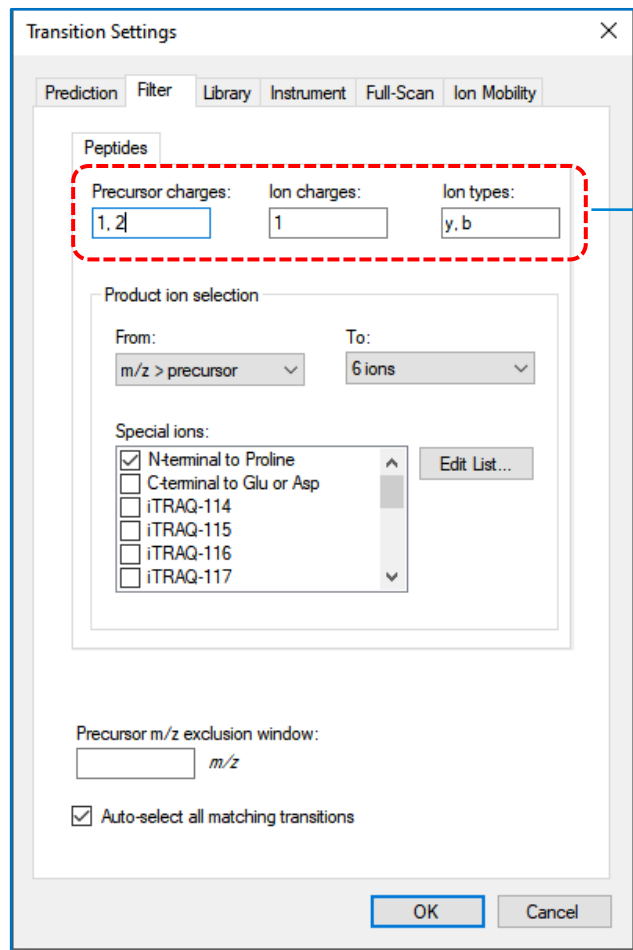 Transition Settings
Prediction Filter Library Instrument Full-Scan Ion Mobility
Peptides
Precursor charges: Ion charges: Ion types:
1, 2 1 y, b
Product ion selection
From: To:
m/z > precursor 6 ions
Special ions:
N-terminal to Proline Edit List...
C-terminal to Glu or Asp
iTRAQ-114
iTRAQ-115
iTRAQ-116
iTRAQ-117
Precursor m/z exclusion window:
m/z
Auto-select all matching transitions
OK Cancel